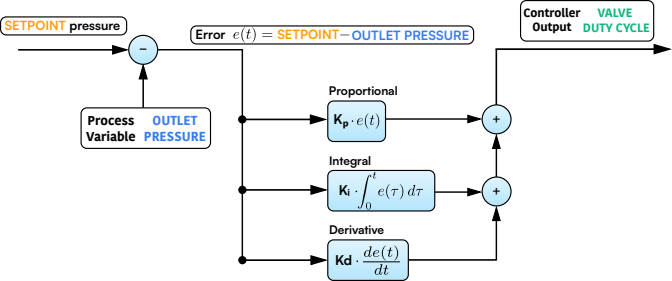 SETPOINT pressure
Error e(t) = SETPOINT−OUTLET PRESSURE
Controller Output VALVE DUTY CYCLE
−
Process Variable OUTLET PRESSURE
Proportional
Kp · e(t)
+
Integral
Ki · ∫₀ᵗ e(τ) dτ
+
Derivative
Kd · de(t)/dt